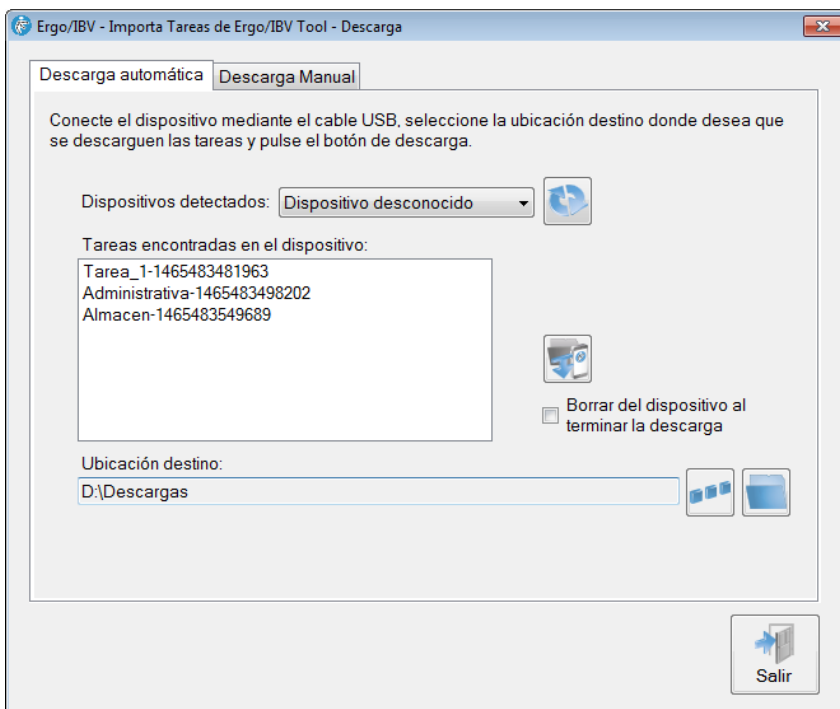 Ergo/IBV - Importa Tareas de Ergo/IBV Tool - Descarga
Descarga automática
Descarga Manual
Conecte el dispositivo mediante el cable USB, seleccione la ubicación destino donde desea que
se descarguen las tareas y pulse el botón de descarga.
Dispositivos detectados:
Dispositivo desconocido
Tareas encontradas en el dispositivo:
Tarea_1-1465483481963
Administrativa-1465483498202
Almacen-1465483549689
Borrar del dispositivo al
terminar la descarga
Ubicación destino:
D:\Descargas
Salir